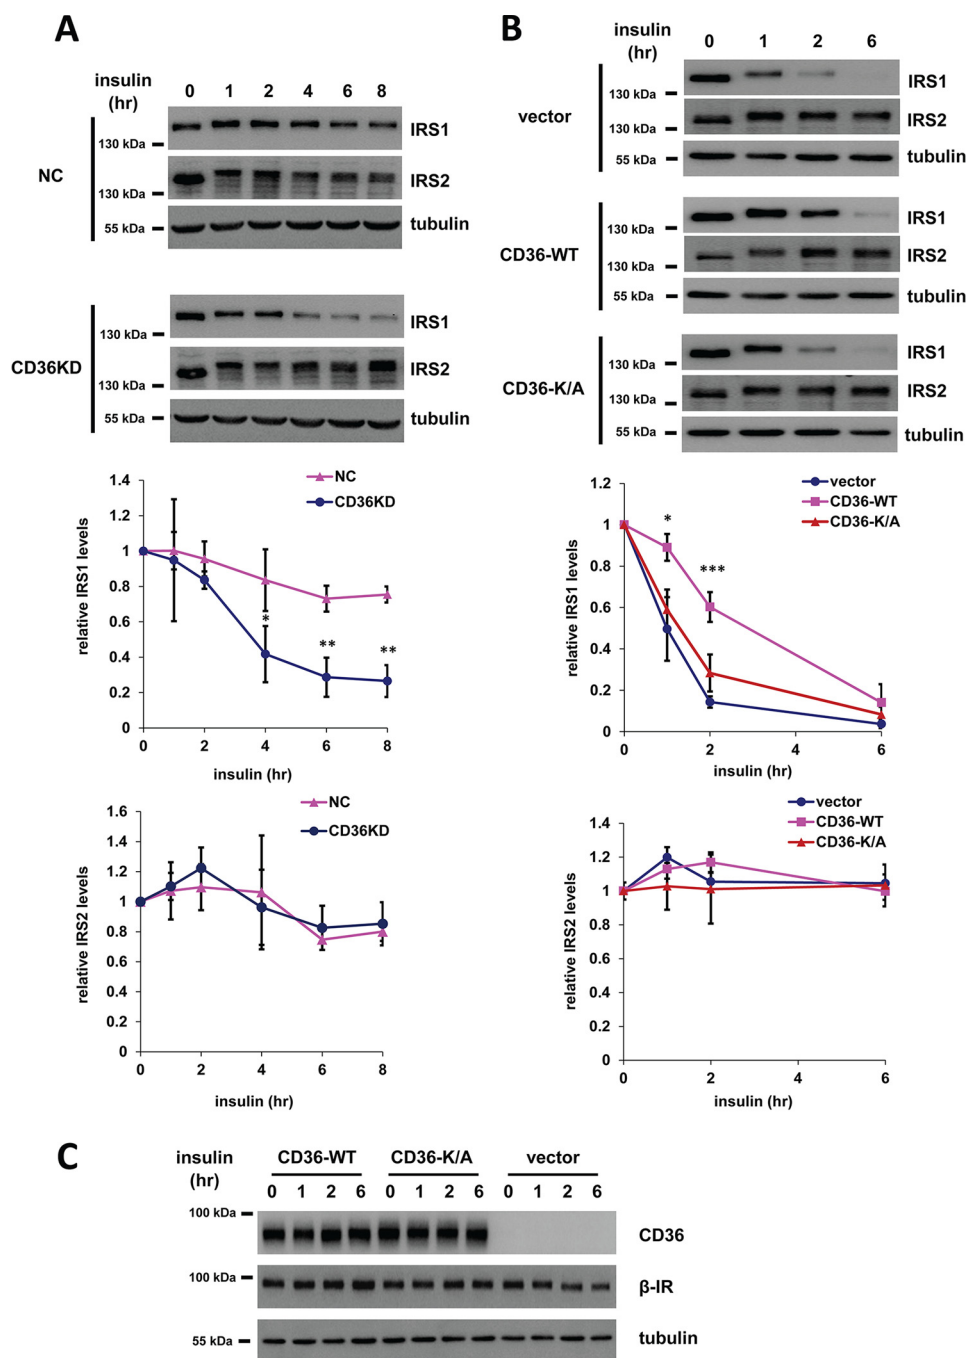 A
insulin
(hr)
0 1 2 4 6 8
NC
130 kDa
IRS1
130 kDa
IRS2
55 kDa
tubulin
CD36KD
130 kDa
IRS1
130 kDa
IRS2
55 kDa
tubulin
NC
CD36KD
relative IRS1 levels
1.4
1.2
1
0.8
0.6
0.4
0.2
0
*
**
**
0 2 4 6 8
insulin (hr)
NC
CD36KD
relative IRS2 levels
1.6
1.4
1.2
1
0.8
0.6
0.4
0.2
0
0 2 4 6 8
insulin (hr)
B
insulin
(hr)
0 1 2 6
vector
130 kDa
IRS1
130 kDa
IRS2
55 kDa
tubulin
CD36-WT
130 kDa
IRS1
130 kDa
IRS2
55 kDa
tubulin
CD36-K/A
130 kDa
IRS1
130 kDa
IRS2
55 kDa
tubulin
vector
CD36-WT
CD36-K/A
relative IRS1 levels
1.2
1
0.8
0.6
0.4
0.2
0
*
***
0 2 4 6
insulin (hr)
vector
CD36-WT
CD36-K/A
relative IRS2 levels
1.4
1.2
1
0.8
0.6
0.4
0.2
0
0 2 4 6
insulin (hr)
C
insulin
(hr)
CD36-WT CD36-K/A vector
0 1 2 6 0 1 2 6 0 1 2 6
100 kDa
CD36
100 kDa
β-IR
55 kDa
tubulin